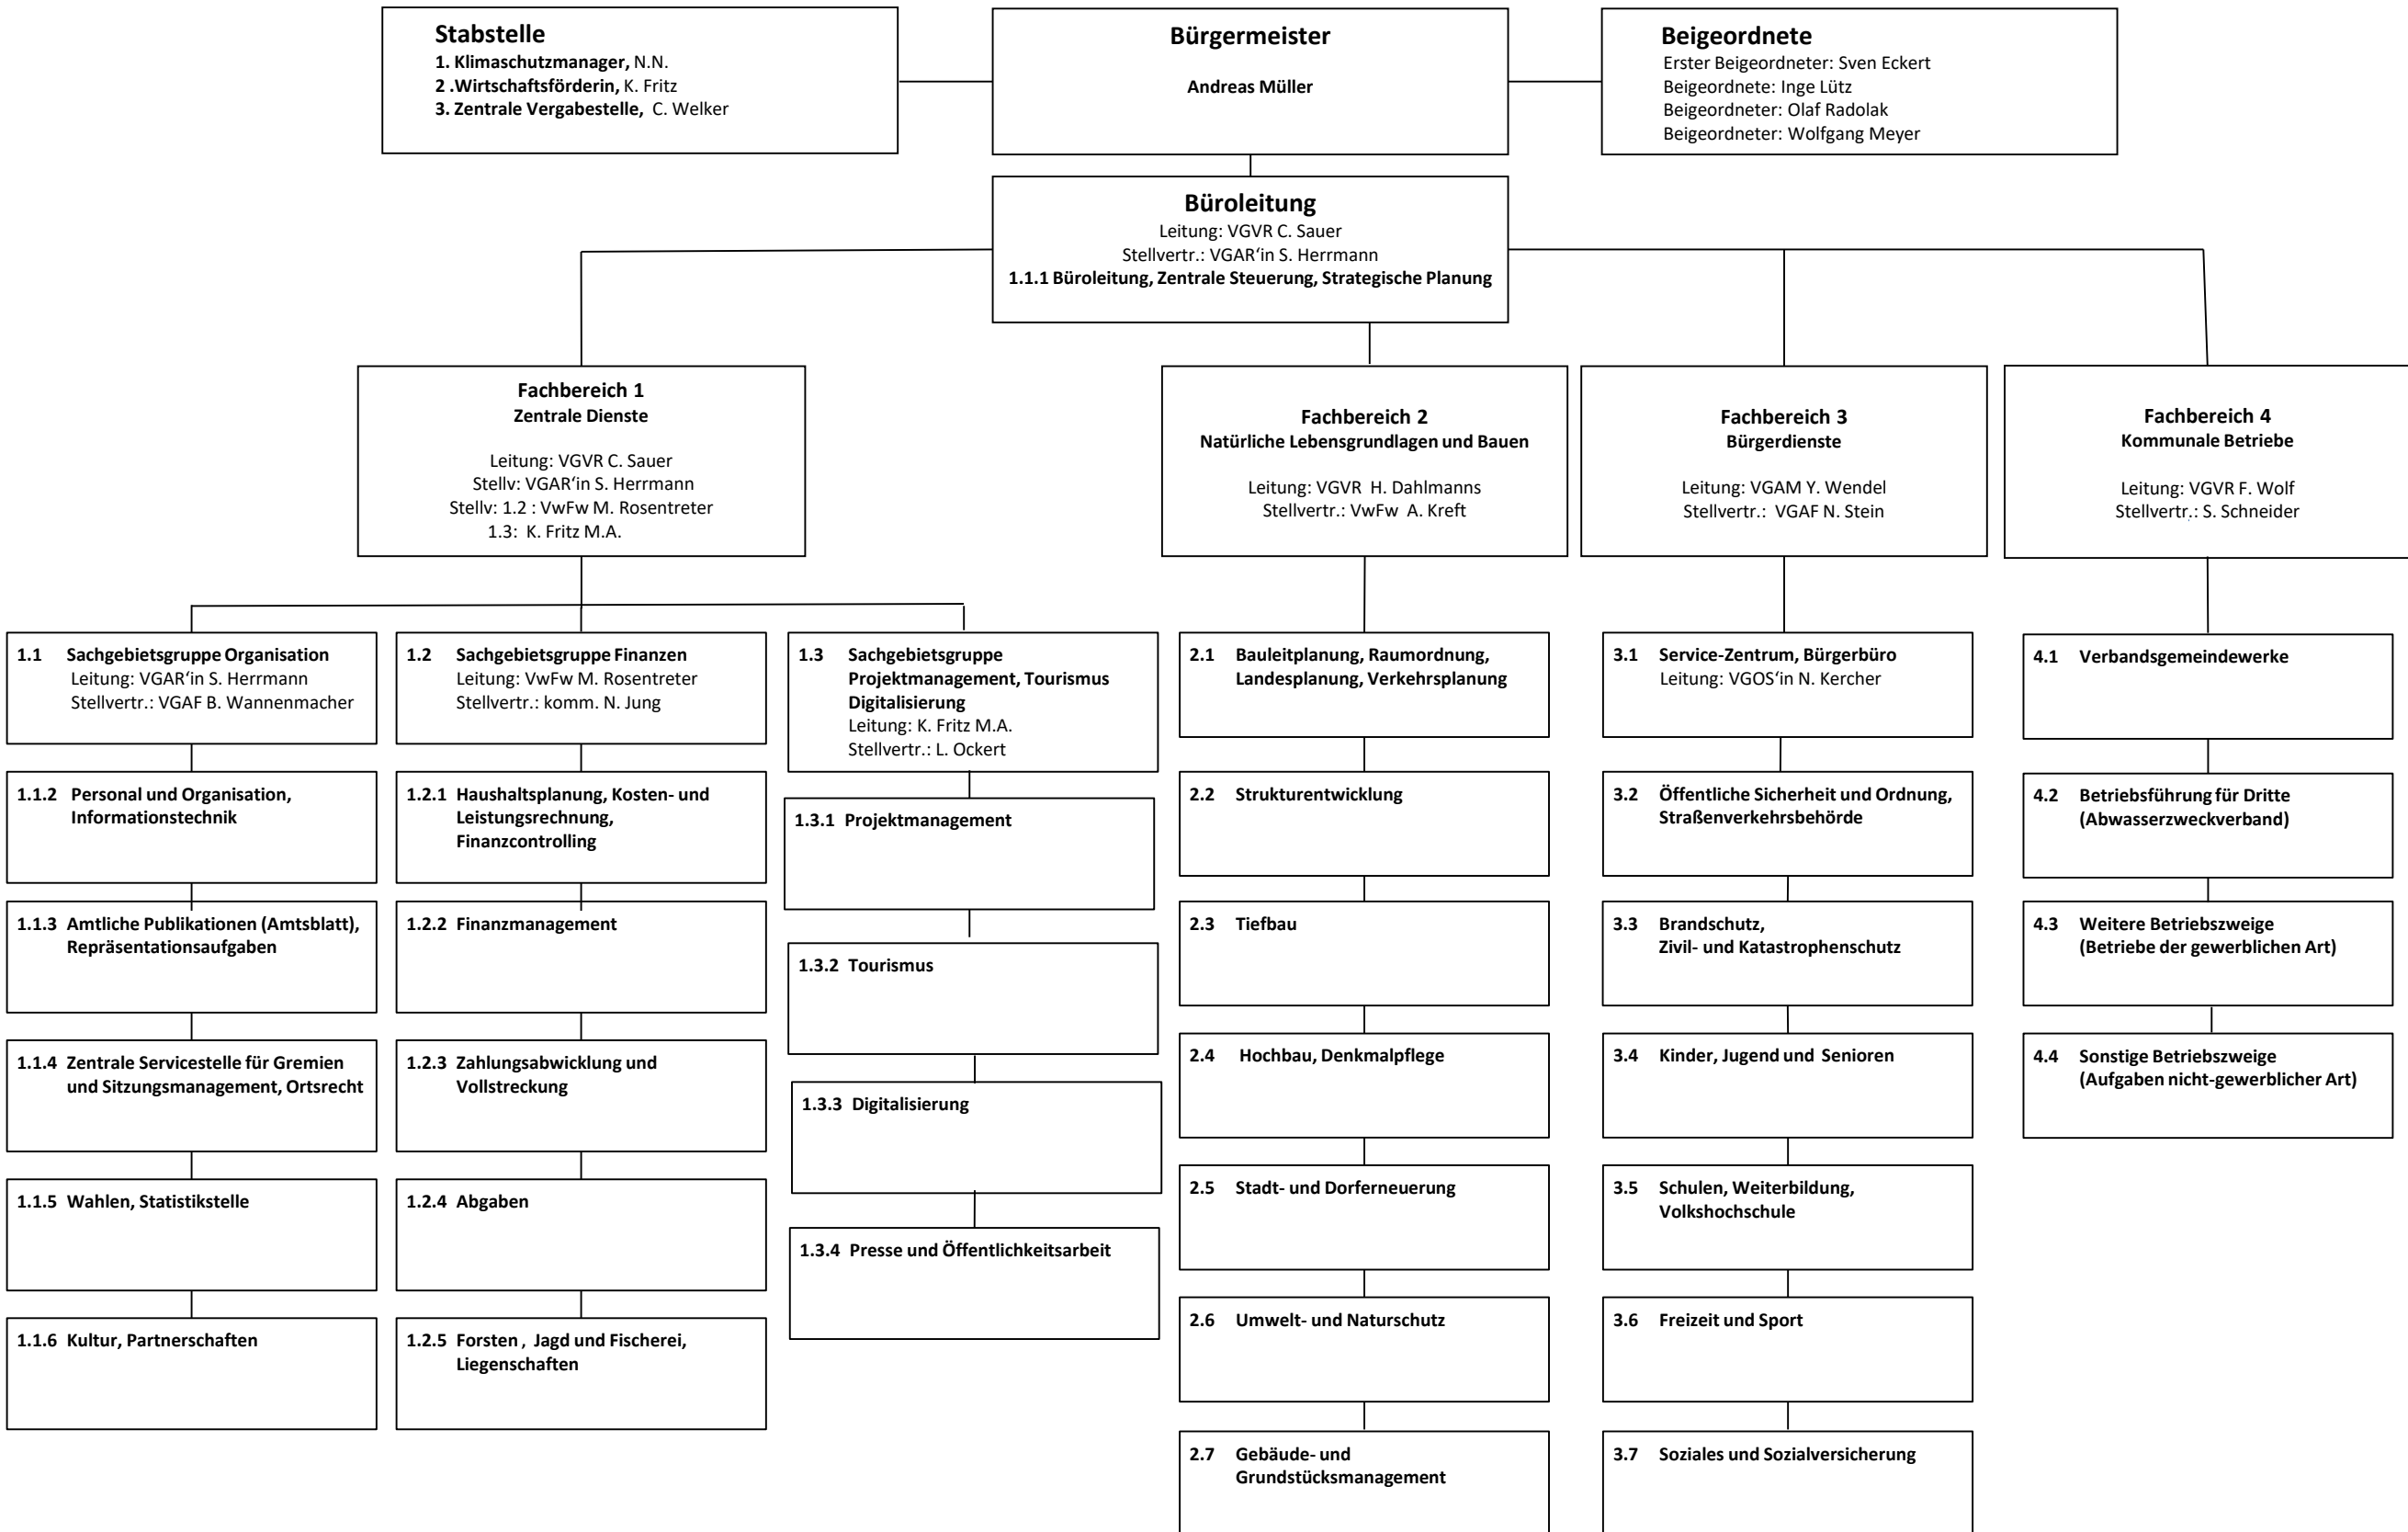 Stabstelle
1. Klimaschutzmanager, N.N.
2 .Wirtschaftsförderin, K. Fritz
3. Zentrale Vergabestelle, C. Welker
Bürgermeister
Andreas Müller
Beigeordnete
Erster Beigeordneter: Sven Eckert
Beigeordnete: Inge Lütz
Beigeordneter: Olaf Radolak
Beigeordneter: Wolfgang Meyer
Büroleitung
Leitung: VGVR C. Sauer
Stellvertr.: VGAR‘in S. Herrmann
1.1.1 Büroleitung, Zentrale Steuerung, Strategische Planung
Fachbereich 1
Zentrale Dienste
Leitung: VGVR C. Sauer
Stellv: VGAR‘in S. Herrmann
Stellv: 1.2 : VwFw M. Rosentreter
1.3: K. Fritz M.A.
Fachbereich 2
Natürliche Lebensgrundlagen und Bauen
Leitung: VGVR H. Dahlmanns
Stellvertr.: VwFw A. Kreft
Fachbereich 3
Bürgerdienste
Leitung: VGAM Y. Wendel
Stellvertr.: VGAF N. Stein
Fachbereich 4
Kommunale Betriebe
Leitung: VGVR F. Wolf
Stellvertr.: S. Schneider
1.1 Sachgebietsgruppe Organisation
Leitung: VGAR‘in S. Herrmann
Stellvertr.: VGAF B. Wannenmacher
1.1.2 Personal und Organisation,
Informationstechnik
1.1.3 Amtliche Publikationen (Amtsblatt),
Repräsentationsaufgaben
1.1.4 Zentrale Servicestelle für Gremien
und Sitzungsmanagement, Ortsrecht
1.1.5 Wahlen, Statistikstelle
1.1.6 Kultur, Partnerschaften
1.2 Sachgebietsgruppe Finanzen
Leitung: VwFw M. Rosentreter
Stellvertr.: komm. N. Jung
1.2.1 Haushaltsplanung, Kosten- und
Leistungsrechnung,
Finanzcontrolling
1.2.2 Finanzmanagement
1.2.3 Zahlungsabwicklung und
Vollstreckung
1.2.4 Abgaben
1.2.5 Forsten , Jagd und Fischerei,
Liegenschaften
1.3 Sachgebietsgruppe
Projektmanagement, Tourismus
Digitalisierung
Leitung: K. Fritz M.A.
Stellvertr.: L. Ockert
1.3.1 Projektmanagement
1.3.2 Tourismus
1.3.3 Digitalisierung
1.3.4 Presse und Öffentlichkeitsarbeit
2.1 Bauleitplanung, Raumordnung,
Landesplanung, Verkehrsplanung
2.2 Strukturentwicklung
2.3 Tiefbau
2.4 Hochbau, Denkmalpflege
2.5 Stadt- und Dorferneuerung
2.6 Umwelt- und Naturschutz
2.7 Gebäude- und
Grundstücksmanagement
3.1 Service-Zentrum, Bürgerbüro
Leitung: VGOS‘in N. Kercher
3.2 Öffentliche Sicherheit und Ordnung,
Straßenverkehrsbehörde
3.3 Brandschutz,
Zivil- und Katastrophenschutz
3.4 Kinder, Jugend und Senioren
3.5 Schulen, Weiterbildung,
Volkshochschule
3.6 Freizeit und Sport
3.7 Soziales und Sozialversicherung
4.1 Verbandsgemeindewerke
4.2 Betriebsführung für Dritte
(Abwasserzweckverband)
4.3 Weitere Betriebszweige
(Betriebe der gewerblichen Art)
4.4 Sonstige Betriebszweige
(Aufgaben nicht-gewerblicher Art)